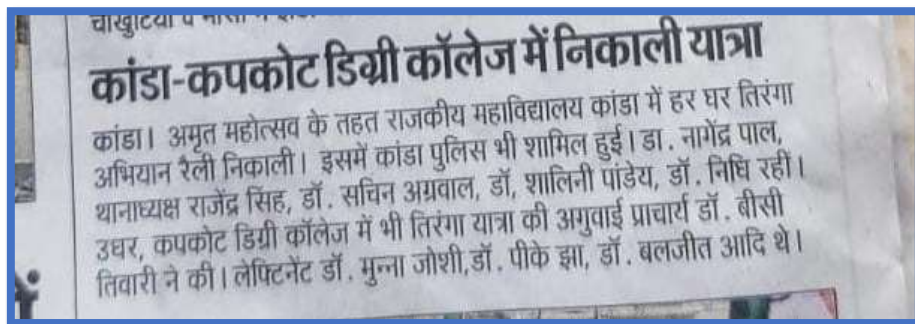 कांडा-कपकोट डिग्री कॉलेज में निकाली यात्रा
कांडा। अमृत महोत्सव के तहत राजकीय महाविद्यालय कांडा में हर घर तिरंगा
अभियान रैली निकाली। इसमें कांडा पुलिस भी शामिल हुई। डा. नागेंद्र पाल,
थानाध्यक्ष राजेंद्र सिंह, डॉ. सचिन अग्रवाल, डॉ, शालिनी पांडेय, डॉ. निधि रहीं।
उधर, कपकोट डिग्री कॉलेज में भी तिरंगा यात्रा की अगुवाई प्राचार्य डॉ. बीसी
तिवारी ने की। लेफ्टिनेंट डॉ. मुन्ना जोशी,डॉ. पीके झा, डॉ. बलजीत आदि थे।